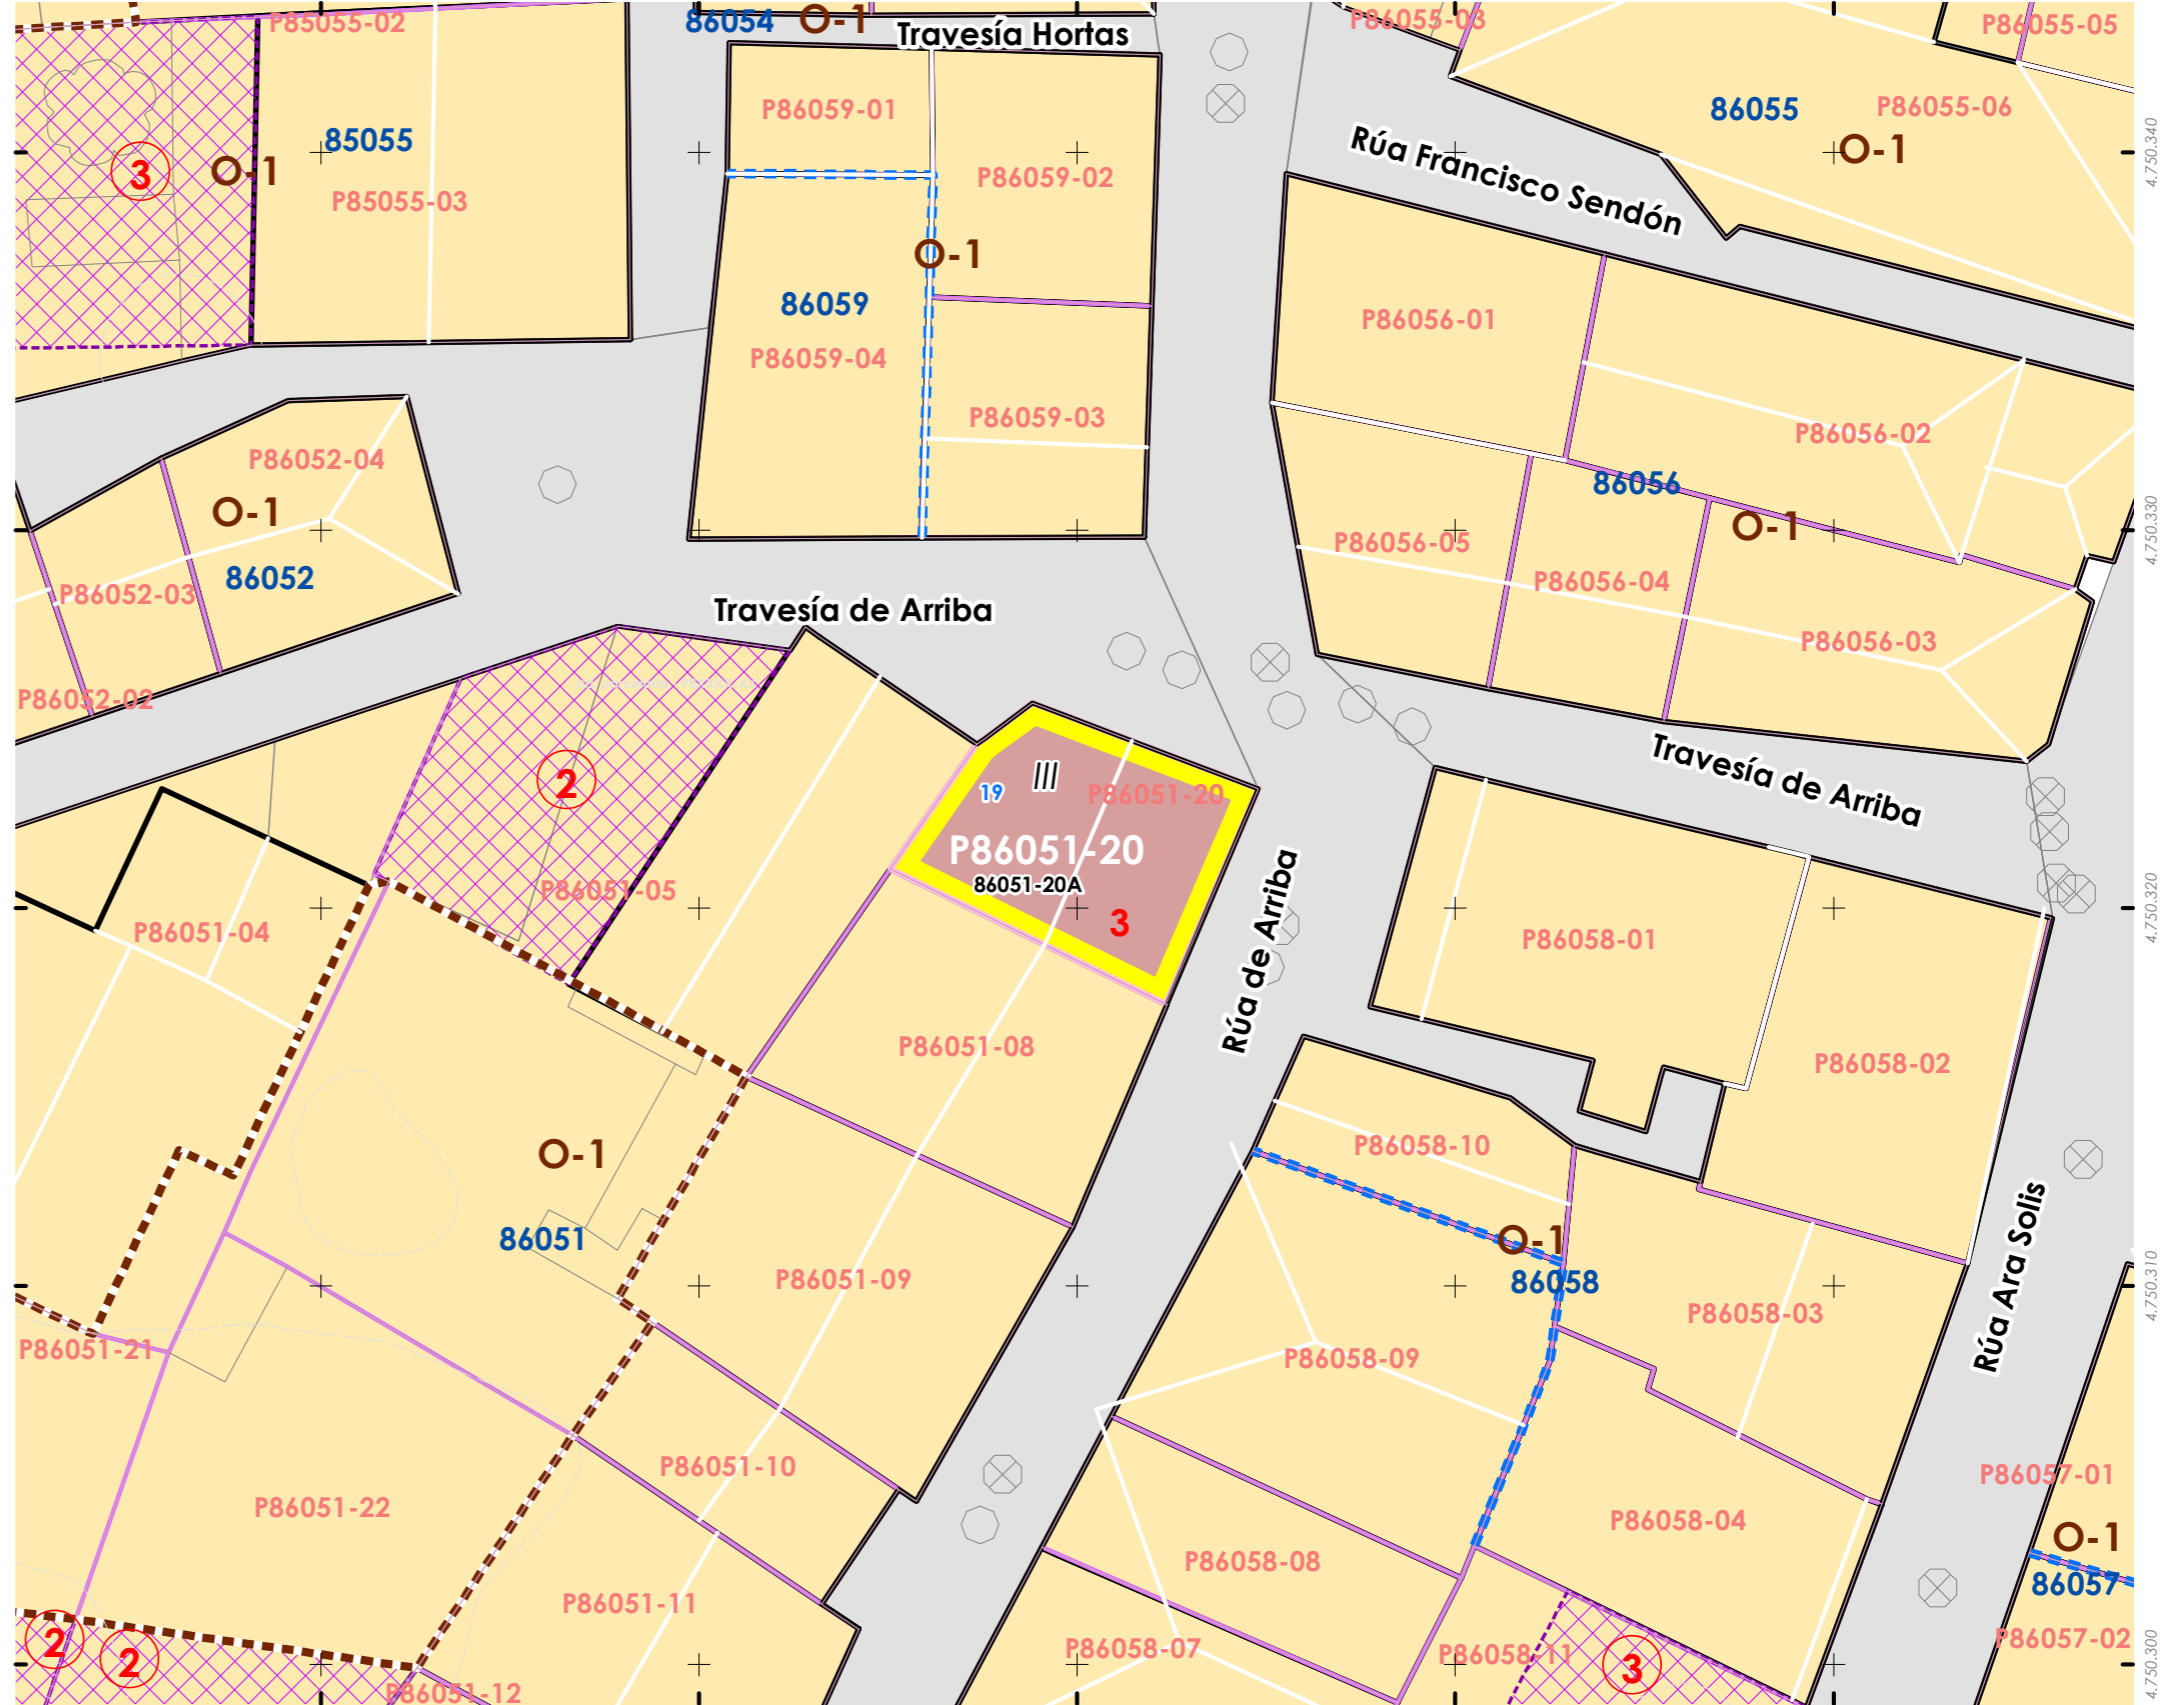 P85055-02
86054
O-1
Travesía Hortas
P86055-03
P86055-05
P86059-01
86055
P86055-06
85055
O-1
4.750.340
3
O-1
Rúa Francisco Sendón
P85055-03
P86059-02
O-1
86059
P86056-01
P86059-04
P86059-03
P86056-02
P86052-04
86056
O-1
O-1
4.750.330
P86056-05
86052
P86056-04
P86052-03
Travesía de Arriba
P86056-03
P86052-02
Travesía de Arriba
2
III
19
P86051-20
P86051-20
86051-20A
P86051-05
3
4.750.320
P86051-04
Rúa de Arriba
P86058-01
P86051-08
P86058-02
O-1
P86058-10
86051
O-1
P86051-09
86058
Rúa Ara Solis
4.750.310
P86058-03
P86051-21
P86058-09
P86051-10
P86057-01
P86051-22
P86058-04
O-1
P86058-08
86057
P86051-11
2
2
P86058-07
P86058-11
3
P86057-02
4.750.300
P86051-12